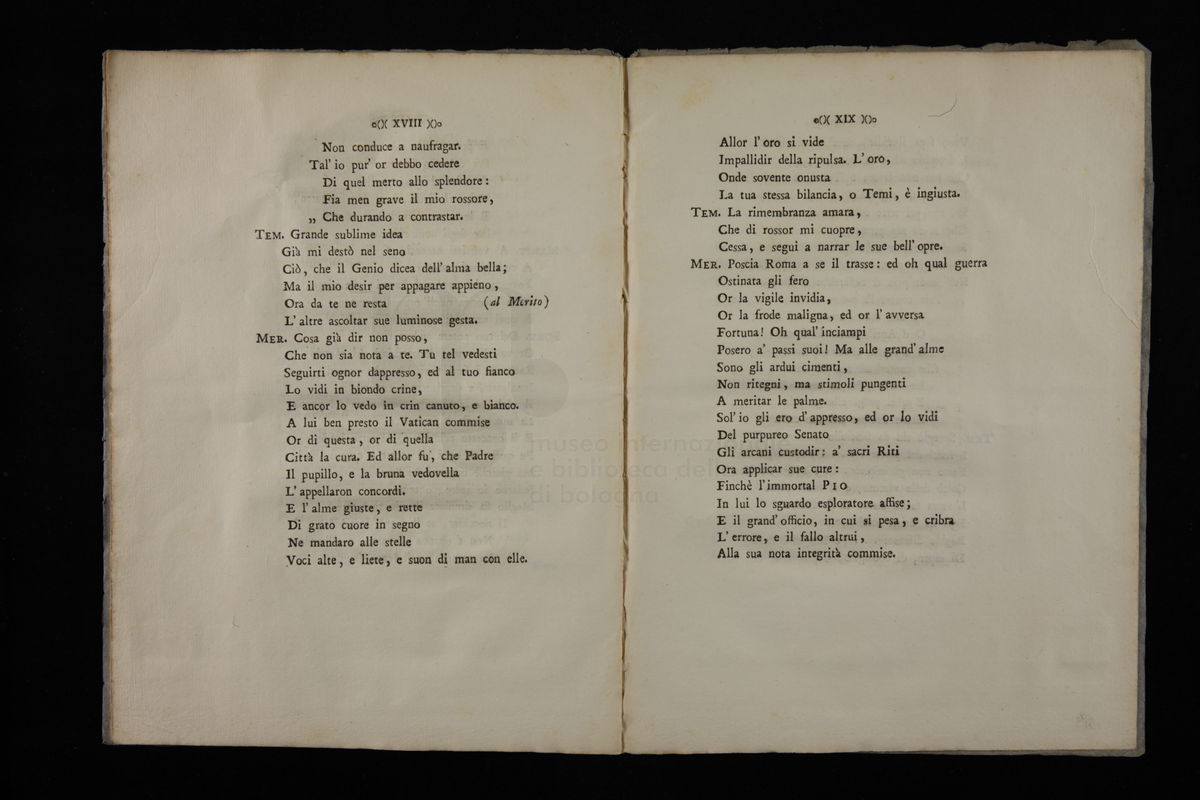 ∞()( XVIII )()∞
Non conduce a naufragar.
Tal' io pur' or debbo cedere
Di quel merto allo splendore:
Fia men grave il mio rossore,
„ Che durando a contrastar.
TEM. Grande sublime idea
Già mi destò nel seno
Ciò, che il Genio dicea dell' alma bella;
Ma il mio desir per appagare appieno,
Ora da te ne resta (al Merito)
L' altre ascoltar sue luminose gesta.
MER. Cosa già dir non posso,
Che non sia nota a te. Tu tel vedesti
Seguirti ognor dappresso, ed al tuo fianco
Lo vidi in biondo crine,
E ancor lo vedo in crin canuto, e bianco.
A lui ben presto il Vatican commise
Or di questa, or di quella
Città la cura. Ed allor fu, che Padre
Il pupillo, e la bruna vedovella
L' appellaron concordi.
E l' alme giuste, e rette
Di grato cuore in segno
Ne mandaro alle stelle
Voci alte, e liete, e suon di man con elle.
∞()( XIX )()∞
Allor l' oro si vide
Impallidir della ripulsa. L' oro,
Onde sovente onusta
La tua stessa bilancia, o Temi, è ingiusta.
TEM. La rimembranza amara,
Che di rossor mi cuopre,
Cessa, e segui a narrar le sue bell' opre.
MER. Poscia Roma a se il trasse: ed oh qual guerra
Ostinata gli fero
Or la vigile invidia,
Or la frode maligna, ed or l' avversa
Fortuna! Oh qual' inciampi
Posero a' passi suoi! Ma alle grand' alme
Sono gli ardui cimenti,
Non ritegni, ma stimoli pungenti
A meritar le palme.
Sol' io gli ero d' appresso, ed or lo vidi
Del purpureo Senato
Gli arcani custodir: a' sacri Riti
Ora applicar sue cure:
Finchè l' immortal PIO
In lui lo sguardo esploratore affise;
E il grand' officio, in cui si pesa, e cribra
L' errore, e il fallo altrui,
Alla sua nota integrità commise.
museo internazi
e biblioteca del
di bologna